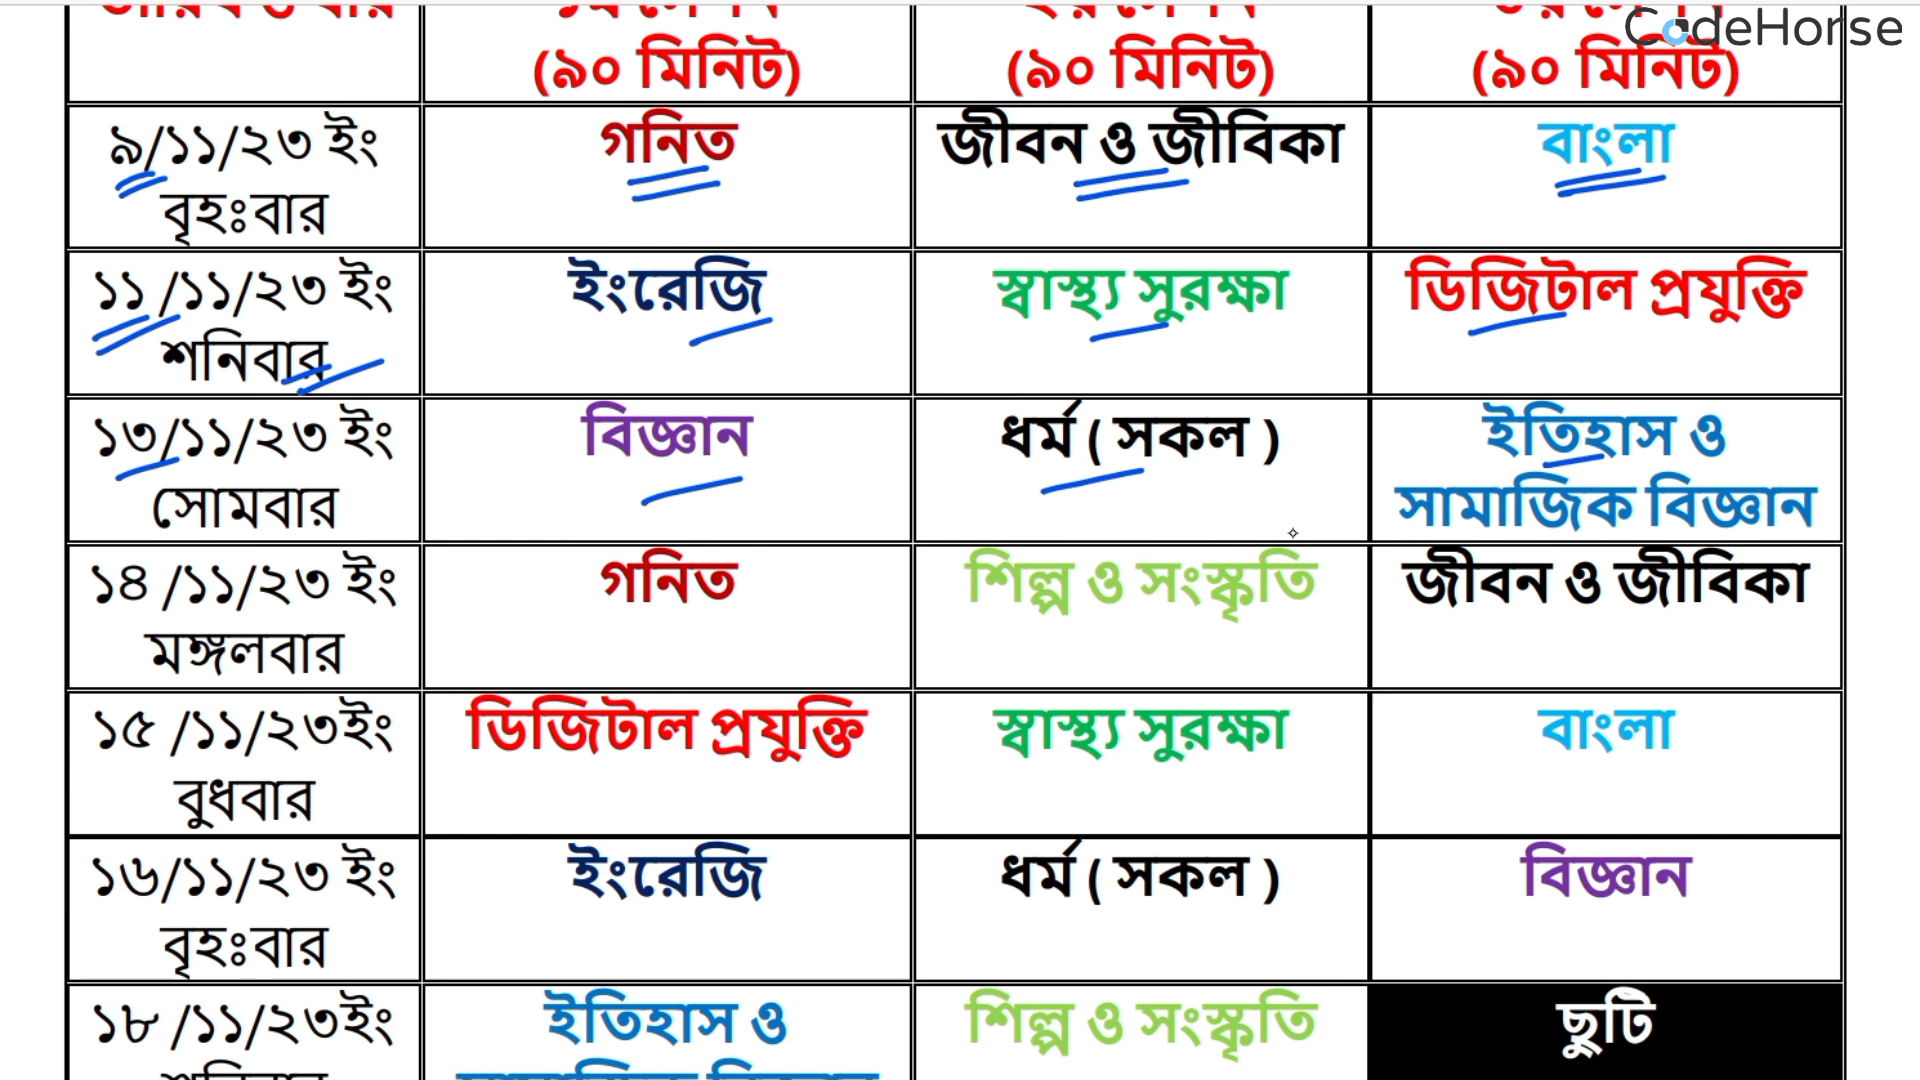 CodeHorse
(৯০ মিনিট) (৯০ মিনিট) (৯০ মিনিট)
৯/১১/২৩ ইং গনিত জীবন ও জীবিকা বাংলা
বৃহঃবার
১১ /১১/২৩ ইং ইংরেজি স্বাস্থ্য সুরক্ষা ডিজিটাল প্রযুক্তি
শনিবার
১৩/১১/২৩ ইং বিজ্ঞান ধর্ম ( সকল ) ইতিহাস ও
সোমবার সামাজিক বিজ্ঞান
১৪ /১১/২৩ ইং গনিত শিল্প ও সংস্কৃতি জীবন ও জীবিকা
মঙ্গলবার
১৫ /১১/২৩ইং ডিজিটাল প্রযুক্তি স্বাস্থ্য সুরক্ষা বাংলা
বুধবার
১৬/১১/২৩ ইং ইংরেজি ধর্ম ( সকল ) বিজ্ঞান
বৃহঃবার
১৮ /১১/২৩ইং ইতিহাস ও শিল্প ও সংস্কৃতি ছুটি